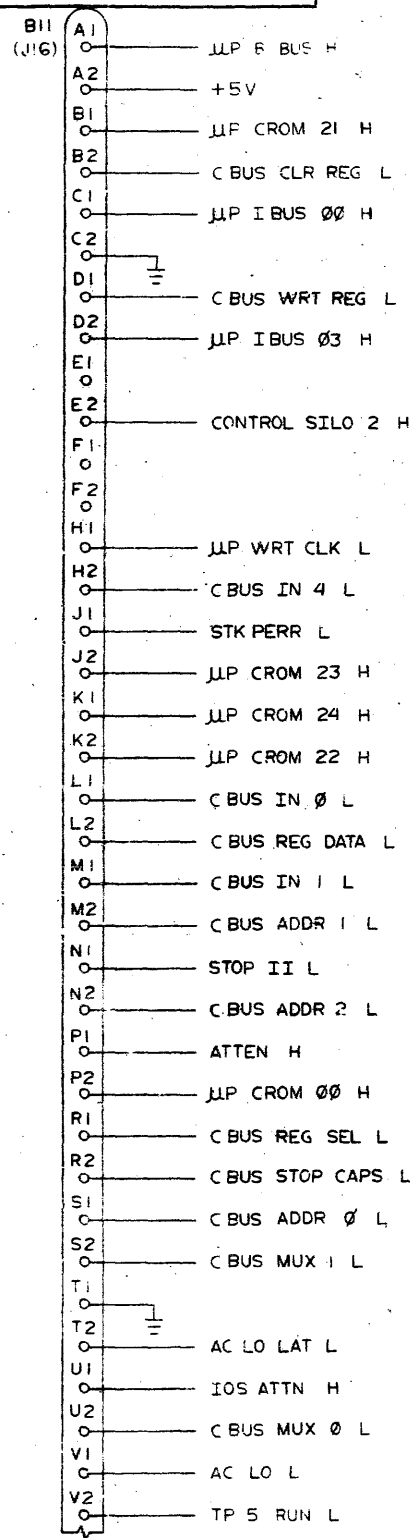 B11 A1 µP 6 BUS H
(J16)
A2 +5V
B1 µP CROM 21 H
B2 C BUS CLR REG L
C1 µP I BUS ØØ H
C2
D1 C BUS WRT REG L
D2 µP I BUS Ø3 H
E1
E2 CONTROL SILO 2 H
F1
F2
H1 µP WRT CLK L
H2 C BUS IN 4 L
J1 STK PERR L
J2 µP CROM 23 H
K1 µP CROM 24 H
K2 µP CROM 22 H
L1 C BUS IN Ø L
L2 C BUS REG DATA L
M1 C BUS IN 1 L
M2 C BUS ADDR 1 L
N1 STOP II L
N2 C BUS ADDR 2 L
P1 ATTEN H
P2 µP CROM ØØ H
R1 C BUS REG SEL L
R2 C BUS STOP CAPS L
S1 C BUS ADDR Ø L
S2 C BUS MUX 1 L
T1
T2 AC LO LAT L
U1 IOS ATTN H
U2 C BUS MUX Ø L
V1 AC LO L
V2 TP 5 RUN L